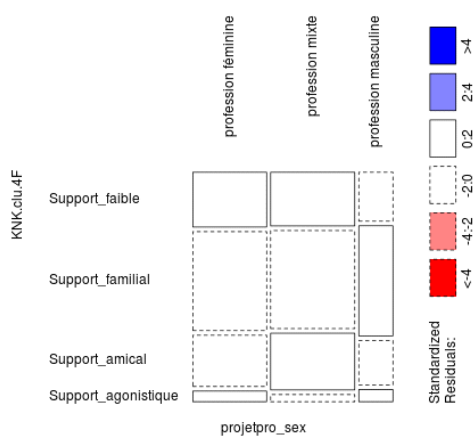 profession féminine
profession mixte
profession masculine
KNK.clu.4F
Support_faible
Support_familial
Support_amical
Support_agonistique
projetpro_sex
Standardized
Residuals:
<-4
-4:-2
-2:0
0:2
2:4
>4